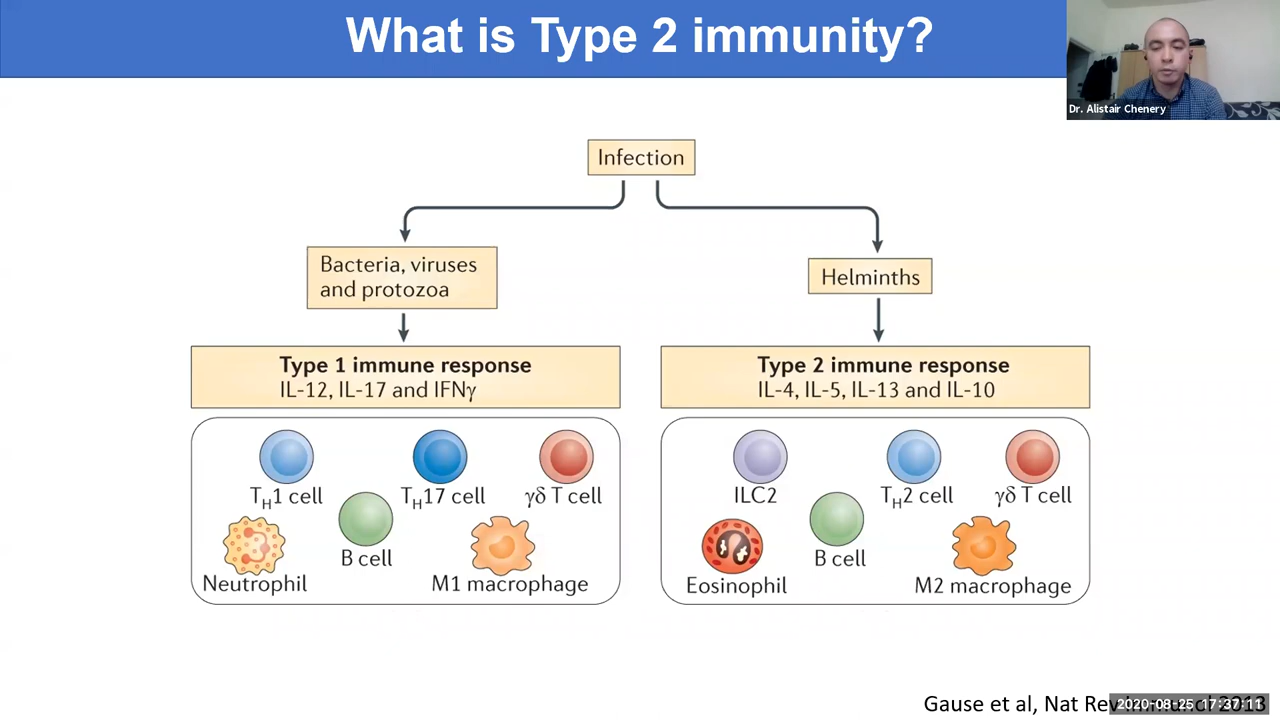 What is Type 2 immunity?
Dr. Alistair Chenery
Infection
Bacteria, viruses
and protozoa
Helminths
Type 1 immune response
IL-12, IL-17 and IFNγ
Type 2 immune response
IL-4, IL-5, IL-13 and IL-10
TH1 cell
TH17 cell
γδ T cell
B cell
Neutrophil
M1 macrophage
ILC2
TH2 cell
γδ T cell
B cell
Eosinophil
M2 macrophage
Gause et al, Nat Rev Immunol 2013
2020-08-25 17:37:11